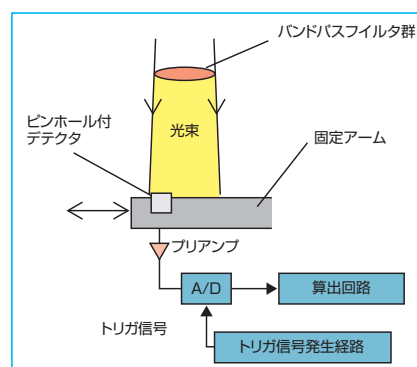 バンドパスフイルタ群
光束
ピンホール付
デテクタ
固定アーム
プリアンプ
A/D
算出回路
トリガ信号
トリガ信号発生経路